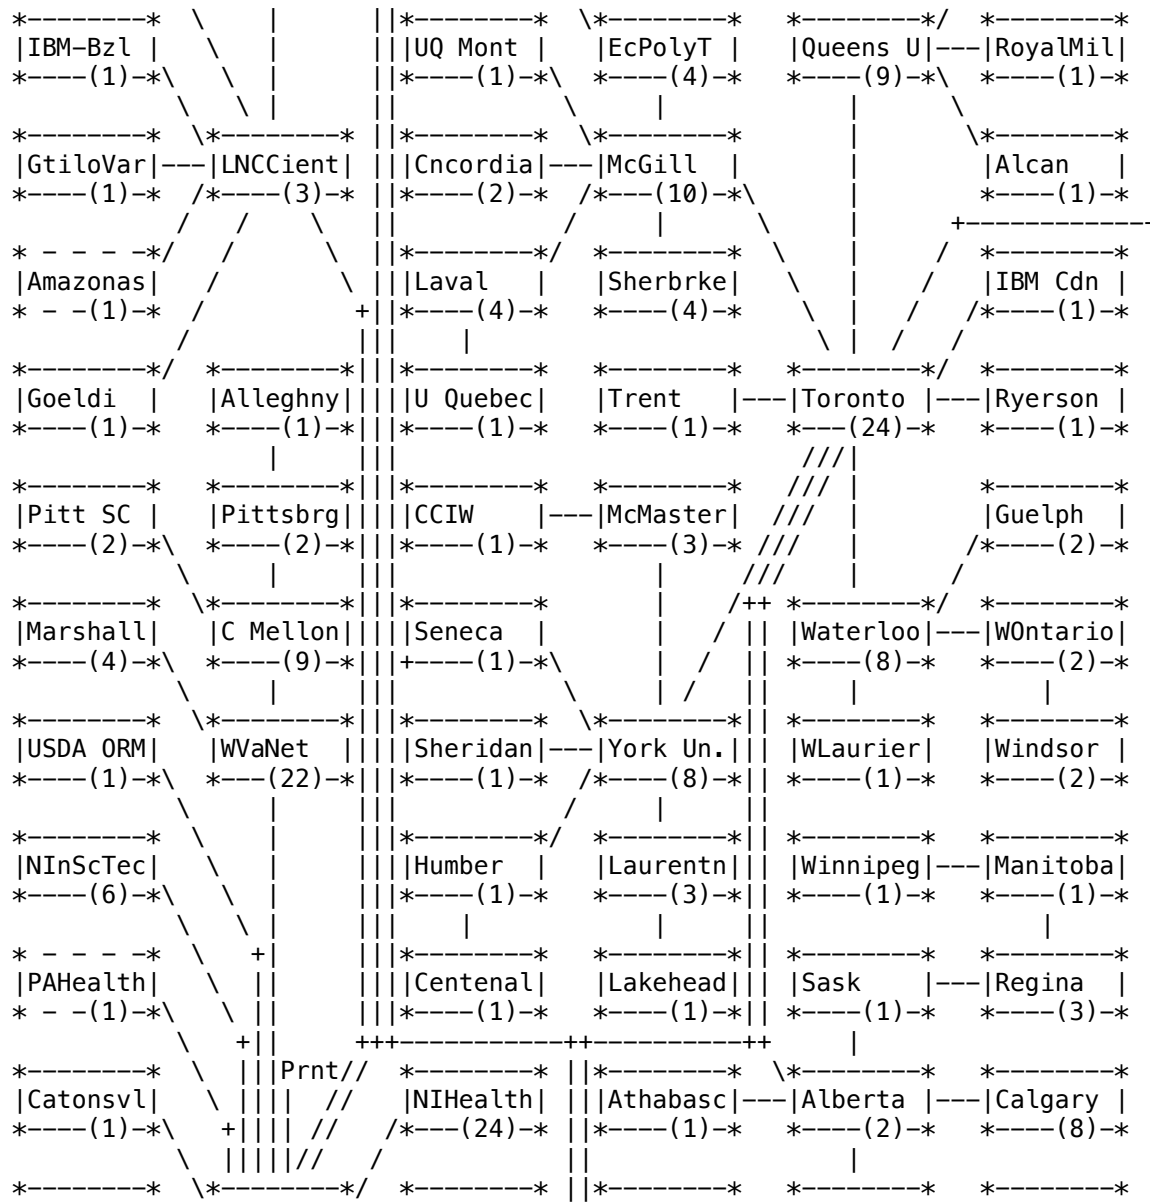 *--------*  \     |      ||*--------*  \*--------*   *--------*/  *--------*
|IBM-Bzl |   \    |      |||UQ Mont |   |EcPolyT |   |Queens U|---|RoyalMil|
*----(1)-*\   \   |      ||*----(1)-*\  *----(4)-*   *----(9)-*\  *----(1)-*
           \   \  |      ||           \     |            |      \
*--------*  \*--------*  ||*--------*  \*--------*       |       \*--------*
|GtiloVar|---|LNCCient| |||Cncordia|---|McGill  |       |        |Alcan   |
*----(1)-*  /*----(3)-*  ||*----(2)-*  /*---(10)-*\      |        *----(1)-*
           /   /    \    ||           /     |      \     |      +-------------
* - - - -*/   /      \   ||*--------*/  *--------*  \    |     /  *--------*
|Amazonas|   /        \  |||Laval   |   |Sherbrke|   \   |    /   |IBM Cdn |
* - -(1)-*  /          +||*----(4)-*   *----(4)-*    \  |   /   /*----(1)-*
           /           |||    |                       \ |  /   /
*--------*/  *--------*|||*--------*   *--------*   *--------*/  *--------*
|Goeldi  |   |Alleghny||||U Quebec|   |Trent   |---|Toronto |---|Ryerson |
*----(1)-*   *----(1)-*|||*----(1)-*   *----(1)-*   *---(24)-*   *----(1)-*
                 |     |||                           ///|
*--------*   *--------*|||*--------*   *--------*   /// |        *--------*
|Pitt SC |   |Pittsbrg||||CCIW    |---|McMaster|  ///  |        |Guelph  |
*----(2)-*\  *----(2)-*|||*----(1)-*   *----(3)-* ///   |       /*----(2)-*
           \     |     |||                 |     ///    |      /
*--------*  \*--------*|||*--------*       |    /++ *--------*/  *--------*
|Marshall|   |C Mellon||||Seneca  |       |   / || |Waterloo|---|WOntario|
*----(4)-*\  *----(9)-*|||+----(1)-*\      |  /  || *----(8)-*   *----(2)-*
           \     |     |||           \     | /   ||     |            |
*--------*  \*--------*|||*--------*  \*--------*||*--------*   *--------*
|USDA ORM|   |WVaNet  ||||Sheridan|---|York Un.|||WLaurier|   |Windsor |
*----(1)-*\  *---(22)-*|||*----(1)-*  /*----(8)-*||*----(1)-*   *----(2)-*
           \     |     |||           /     |     ||
*--------*  \    |     |||*--------*/  *--------*|| *--------*   *--------*
|NInScTec|   \   |     ||||Humber  |   |Laurentn||| |Winnipeg|---|Manitoba|
*----(6)-*\   \  |     |||*----(1)-*   *----(3)-*|| *----(1)-*   *----(1)-*
           \   \ |     |||    |            |     ||                  |
* - - - -*  \   +|     |||*--------*   *--------*|| *--------*   *--------*
|PAHealth|   \  ||     ||||Centenal|   |Lakehead||| |Sask    |---|Regina  |
* - -(1)-*\   \ ||     |||*----(1)-*   *----(1)-*|| *----(1)-*   *----(3)-*
           \   +||     +++----------++----------++     |
*--------*  \  |||Prnt//  *--------* ||*--------*  \*--------*   *--------*
|Catonsvl|   \ ||||  //   |NIHealth| |||Athabasc|---|Alberta |---|Calgary |
*----(1)-*\   +|||| //   /*---(24)-* ||*----(1)-*   *----(2)-*   *----(8)-*
           \  |||||//   /            ||                 |
*--------*  \*--------*/  *--------* ||*--------*   *--------*   *--------*